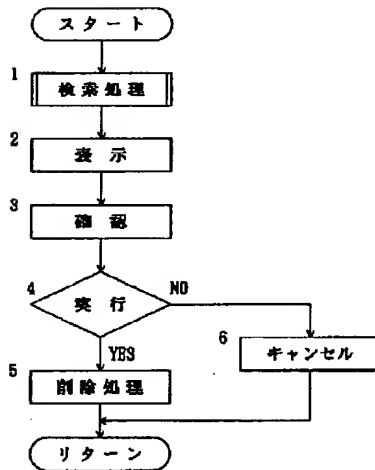 スタート
1
検索処理
2
表示
3
確認
4
実行
NO
YES
6
キャンセル
5
削除処理
リターン